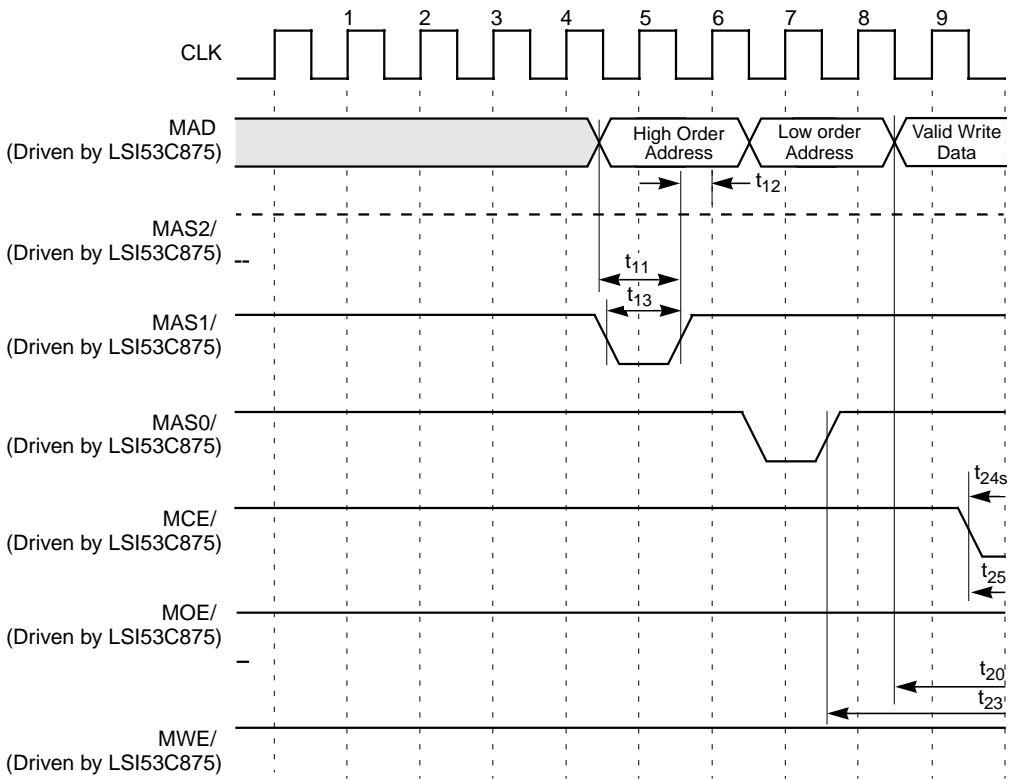 1 2 3 4 5 6 7 8 9
CLK
MAD
(Driven by LSI53C875)
High Order
Address
Low order
Address
Valid Write
Data
t12
MAS2/
(Driven by LSI53C875)
t11
t13
MAS1/
(Driven by LSI53C875)
MAS0/
(Driven by LSI53C875)
t24s
MCE/
(Driven by LSI53C875)
t25
MOE/
(Driven by LSI53C875)
t20
t23
MWE/
(Driven by LSI53C875)